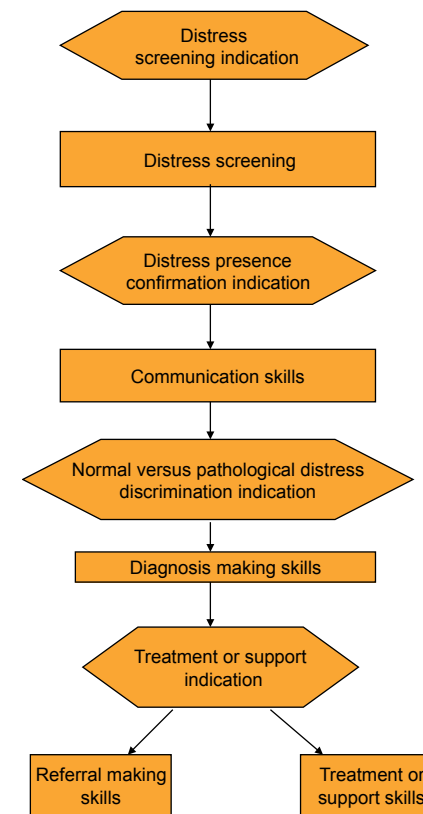 Distress
screening indication
Distress screening
Distress presence
confirmation indication
Communication skills
Normal versus pathological distress
discrimination indication
Diagnosis making skills
Treatment or support
indication
Referral making
skills
Treatment or
support skills